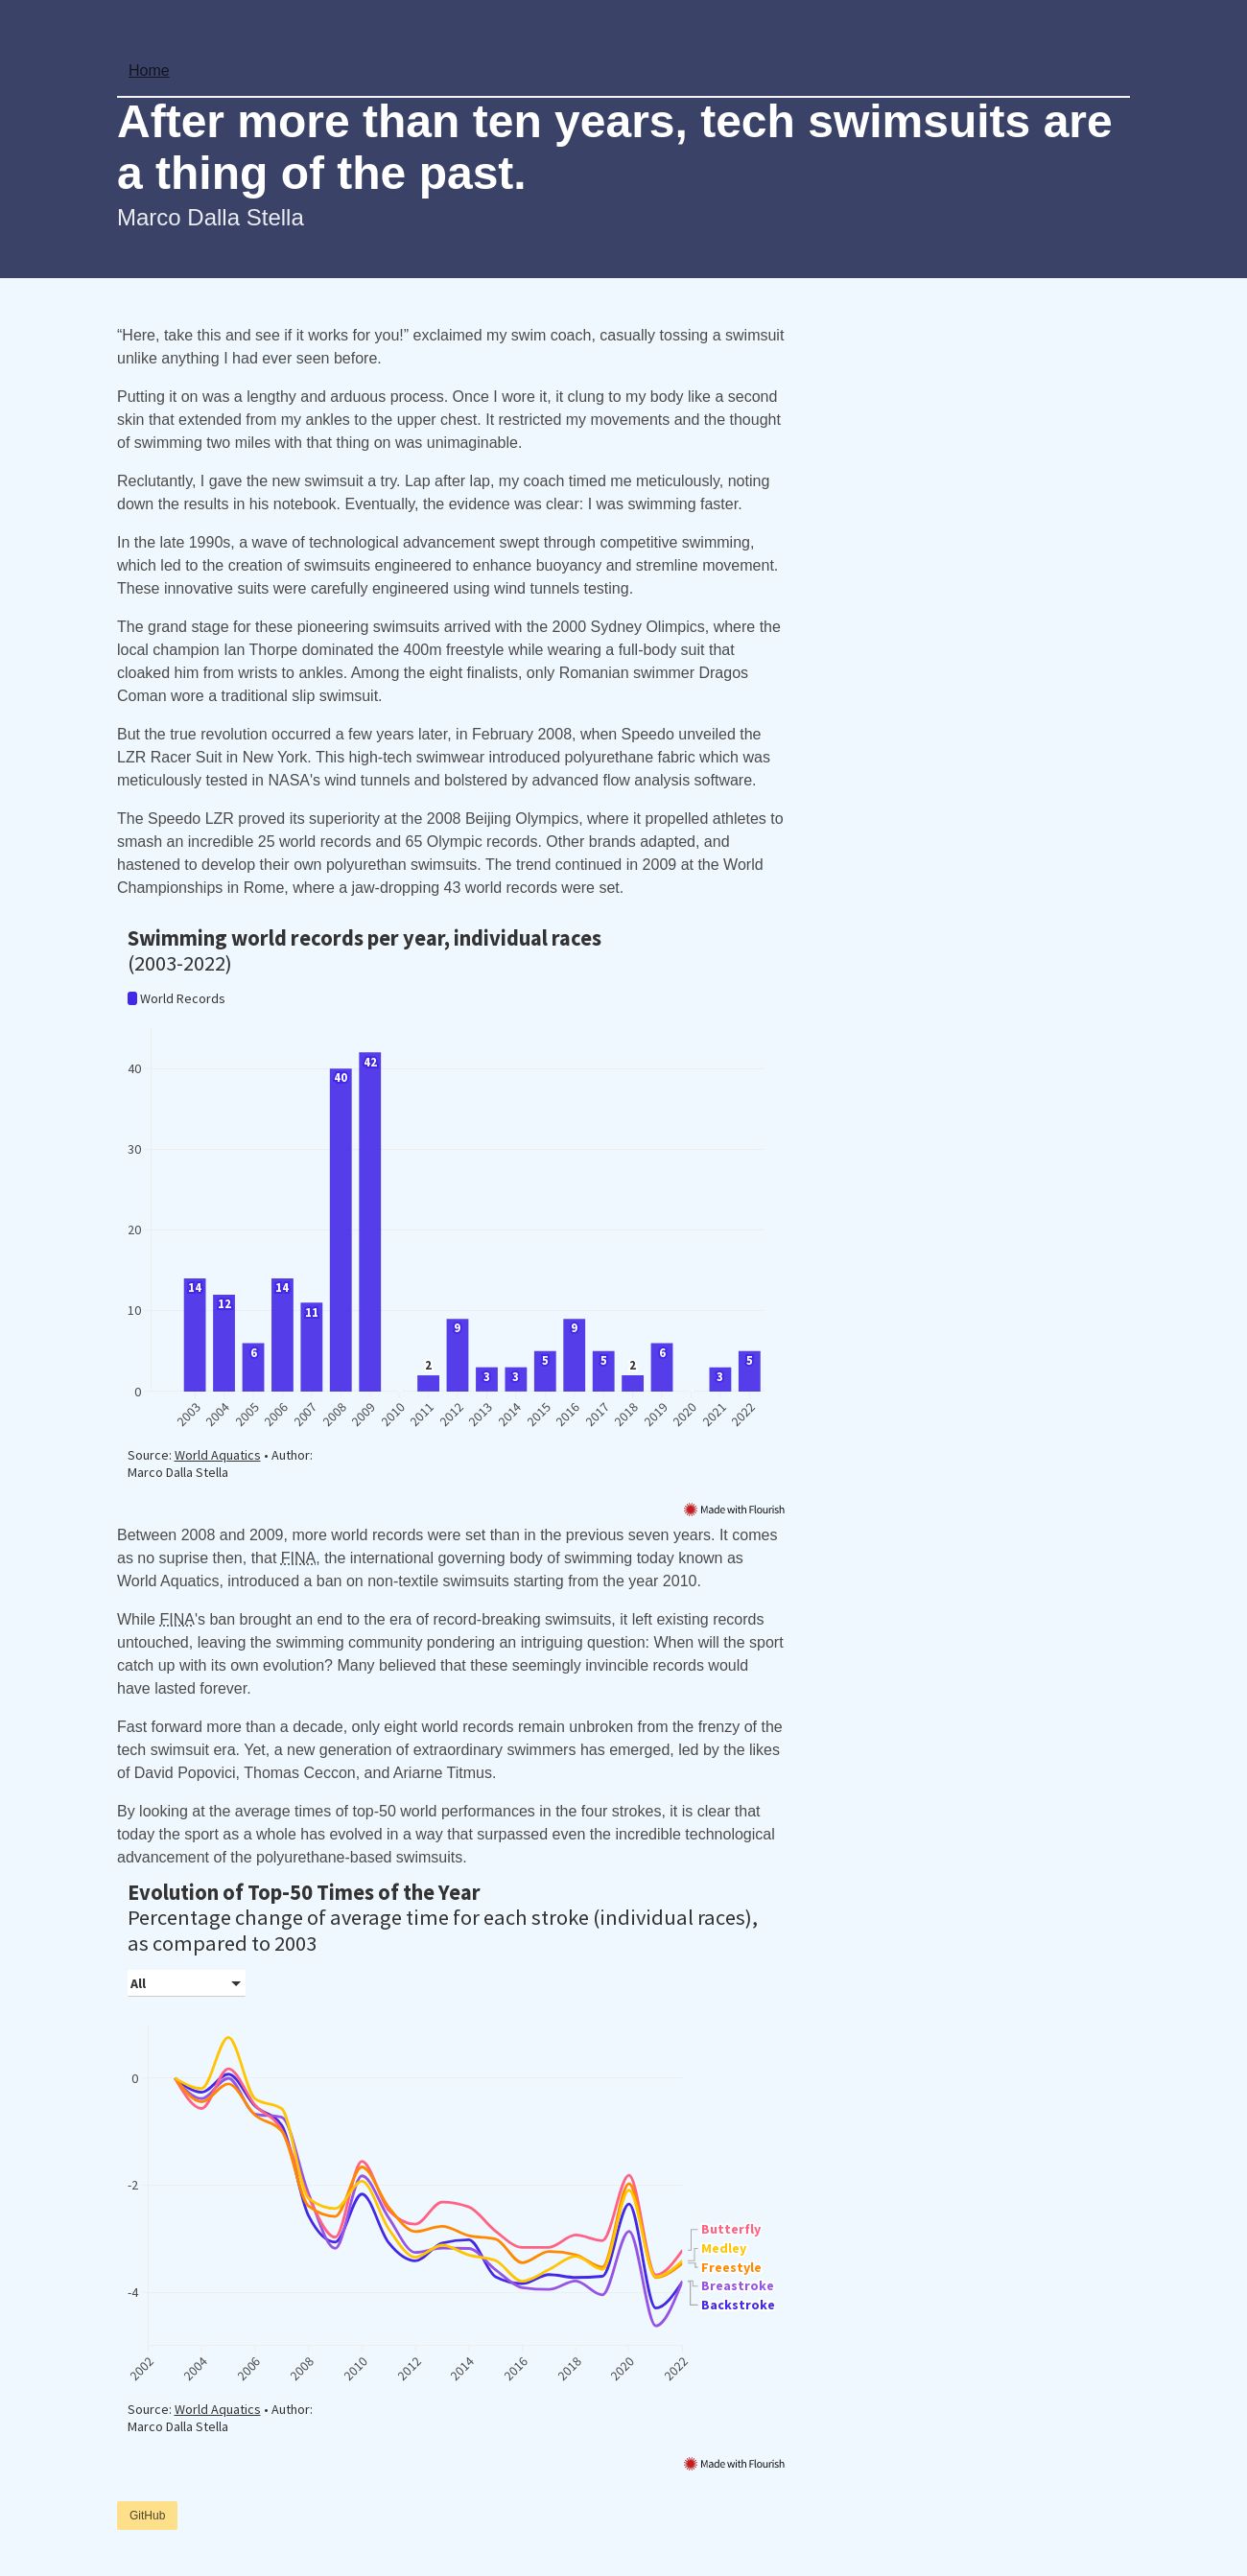 Home
After more than ten years, tech swimsuits are
a thing of the past.
Marco Dalla Stella
“Here, take this and see if it works for you!” exclaimed my swim coach, casually tossing a swimsuit
unlike anything I had ever seen before.
Putting it on was a lengthy and arduous process. Once I wore it, it clung to my body like a second
skin that extended from my ankles to the upper chest. It restricted my movements and the thought
of swimming two miles with that thing on was unimaginable.
Reclutantly, I gave the new swimsuit a try. Lap after lap, my coach timed me meticulously, noting
down the results in his notebook. Eventually, the evidence was clear: I was swimming faster.
In the late 1990s, a wave of technological advancement swept through competitive swimming,
which led to the creation of swimsuits engineered to enhance buoyancy and stremline movement.
These innovative suits were carefully engineered using wind tunnels testing.
The grand stage for these pioneering swimsuits arrived with the 2000 Sydney Olimpics, where the
local champion Ian Thorpe dominated the 400m freestyle while wearing a full-body suit that
cloaked him from wrists to ankles. Among the eight finalists, only Romanian swimmer Dragos
Coman wore a traditional slip swimsuit.
But the true revolution occurred a few years later, in February 2008, when Speedo unveiled the
LZR Racer Suit in New York. This high-tech swimwear introduced polyurethane fabric which was
meticulously tested in NASA's wind tunnels and bolstered by advanced flow analysis software.
The Speedo LZR proved its superiority at the 2008 Beijing Olympics, where it propelled athletes to
smash an incredible 25 world records and 65 Olympic records. Other brands adapted, and
hastened to develop their own polyurethan swimsuits. The trend continued in 2009 at the World
Championships in Rome, where a jaw-dropping 43 world records were set.
Swimming world records per year, individual races
(2003-2022)
World Records
40
30
20
10
0
14
12
6
14
11
40
42
2
9
3
3
5
9
5
2
6
3
5
2003
2004
2005
2006
2007
2008
2009
2010
2011
2012
2013
2014
2015
2016
2017
2018
2019
2020
2021
2022
Source: World Aquatics • Author:
Marco Dalla Stella
Made with Flourish
Between 2008 and 2009, more world records were set than in the previous seven years. It comes
as no suprise then, that FINA, the international governing body of swimming today known as
World Aquatics, introduced a ban on non-textile swimsuits starting from the year 2010.
While FINA's ban brought an end to the era of record-breaking swimsuits, it left existing records
untouched, leaving the swimming community pondering an intriguing question: When will the sport
catch up with its own evolution? Many believed that these seemingly invincible records would
have lasted forever.
Fast forward more than a decade, only eight world records remain unbroken from the frenzy of the
tech swimsuit era. Yet, a new generation of extraordinary swimmers has emerged, led by the likes
of David Popovici, Thomas Ceccon, and Ariarne Titmus.
By looking at the average times of top-50 world performances in the four strokes, it is clear that
today the sport as a whole has evolved in a way that surpassed even the incredible technological
advancement of the polyurethane-based swimsuits.
Evolution of Top-50 Times of the Year
Percentage change of average time for each stroke (individual races),
as compared to 2003
All
0
-2
-4
Butterfly
Medley
Freestyle
Breastroke
Backstroke
2002
2004
2006
2008
2010
2012
2014
2016
2018
2020
2022
Source: World Aquatics • Author:
Marco Dalla Stella
Made with Flourish
GitHub